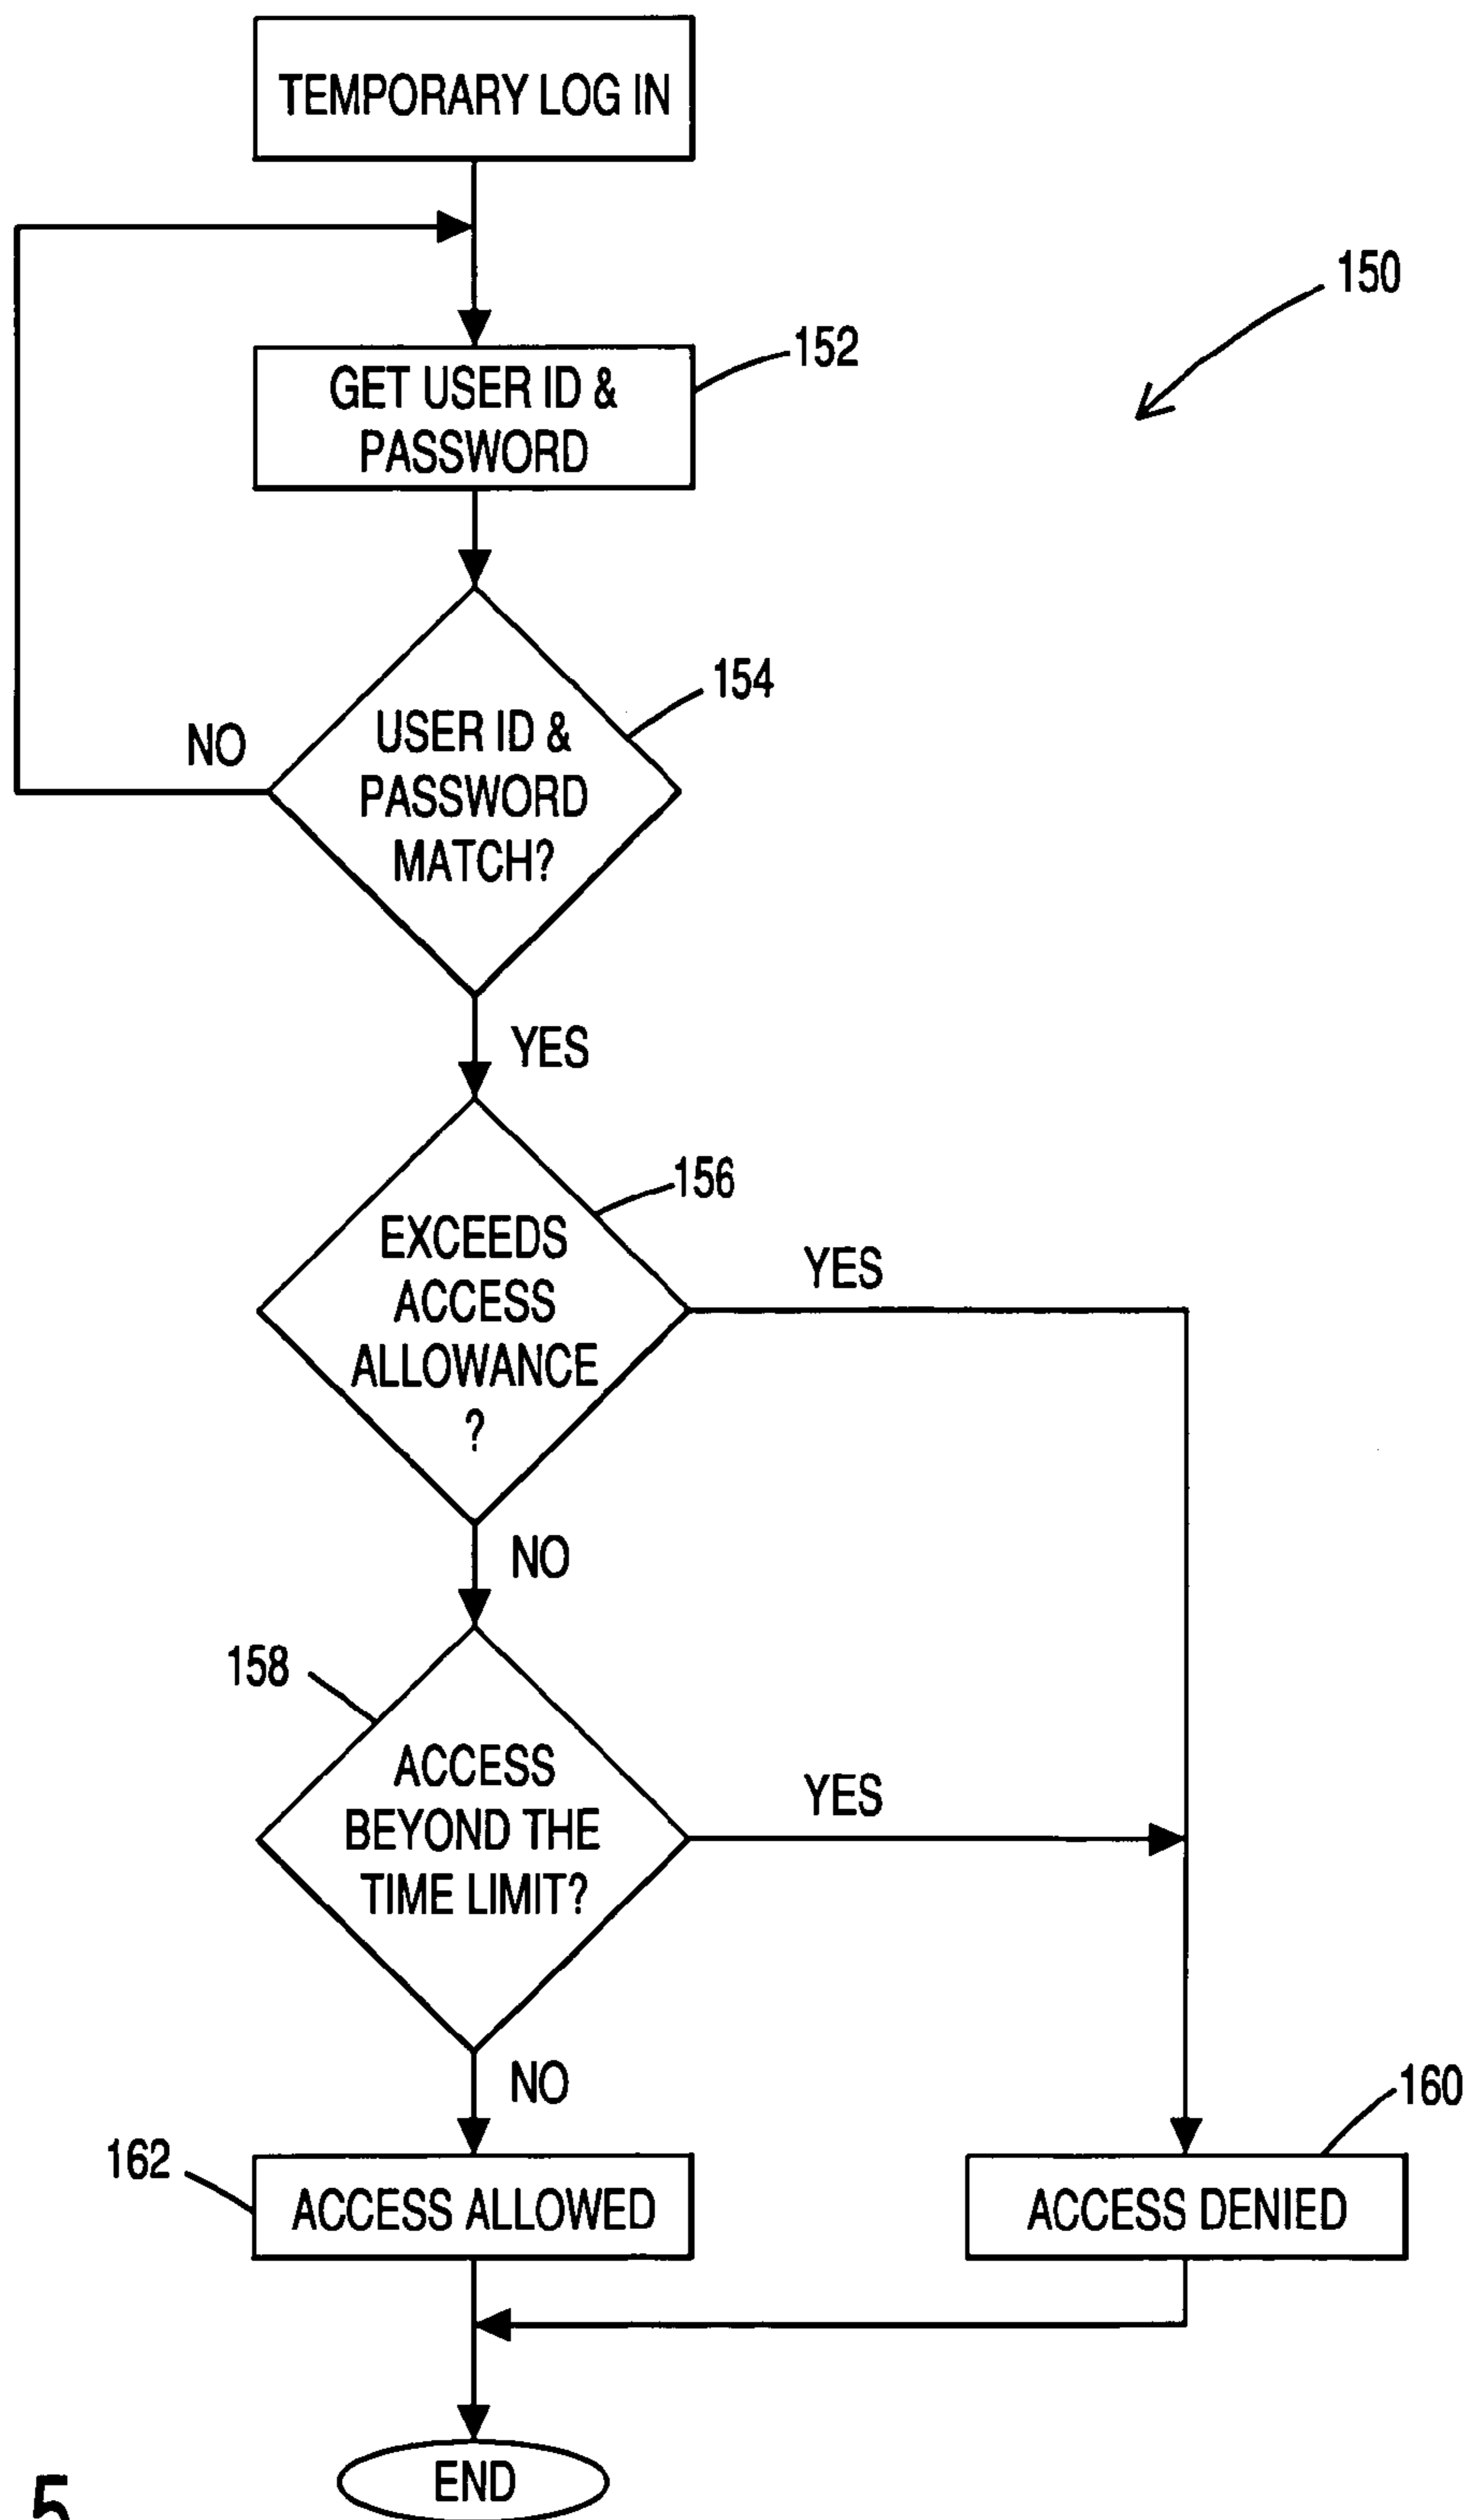 TEMPORARY LOG IN
150
152
GET USER ID &
PASSWORD
154
USER ID &
PASSWORD
MATCH?
NO
YES
156
EXCEEDS
ACCESS
ALLOWANCE
?
YES
NO
158
ACCESS
BEYOND THE
TIME LIMIT?
YES
NO
160
162
ACCESS ALLOWED
ACCESS DENIED
END
5